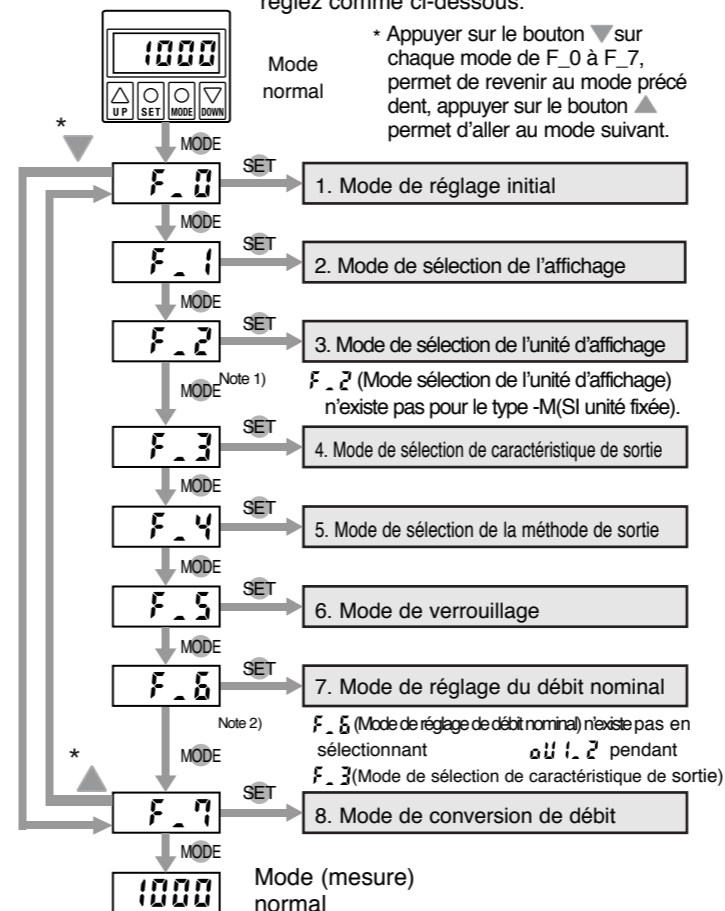 réglez comme ci-dessous.
1000
UP SET MODE DOWN
Mode
normal
* Appuyer sur le bouton ▼sur
chaque mode de F_0 à F_7,
permet de revenir au mode précé
dent, appuyer sur le bouton ▲
permet d'aller au mode suivant.
*
MODE
F_0 SET 1. Mode de réglage initial
MODE
F_1 SET 2. Mode de sélection de l'affichage
MODE
F_2 SET 3. Mode de sélection de l'unité d'affichage
MODE Note 1) F_2 (Mode sélection de l'unité d'affichage)
n'existe pas pour le type -M(SI unité fixée).
F_3 SET 4. Mode de sélection de caractéristique de sortie
MODE
F_4 SET 5. Mode de sélection de la méthode de sortie
MODE
F_5 SET 6. Mode de verrouillage
MODE
F_6 SET 7. Mode de réglage du débit nominal
Note 2) F_6 (Mode de réglage de débit nominal) n'existe pas en
* MODE sélectionnant oU1_2 pendant
F_3(Mode de sélection de caractéristique de sortie)
F_7 SET 8. Mode de conversion de débit
MODE
1000 Mode (mesure)
normal